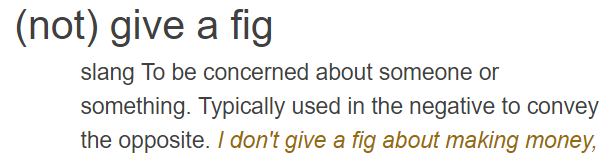 (not) give a fig
slang To be concerned about someone or
something. Typically used in the negative to convey
the opposite. I don't give a fig about making money,